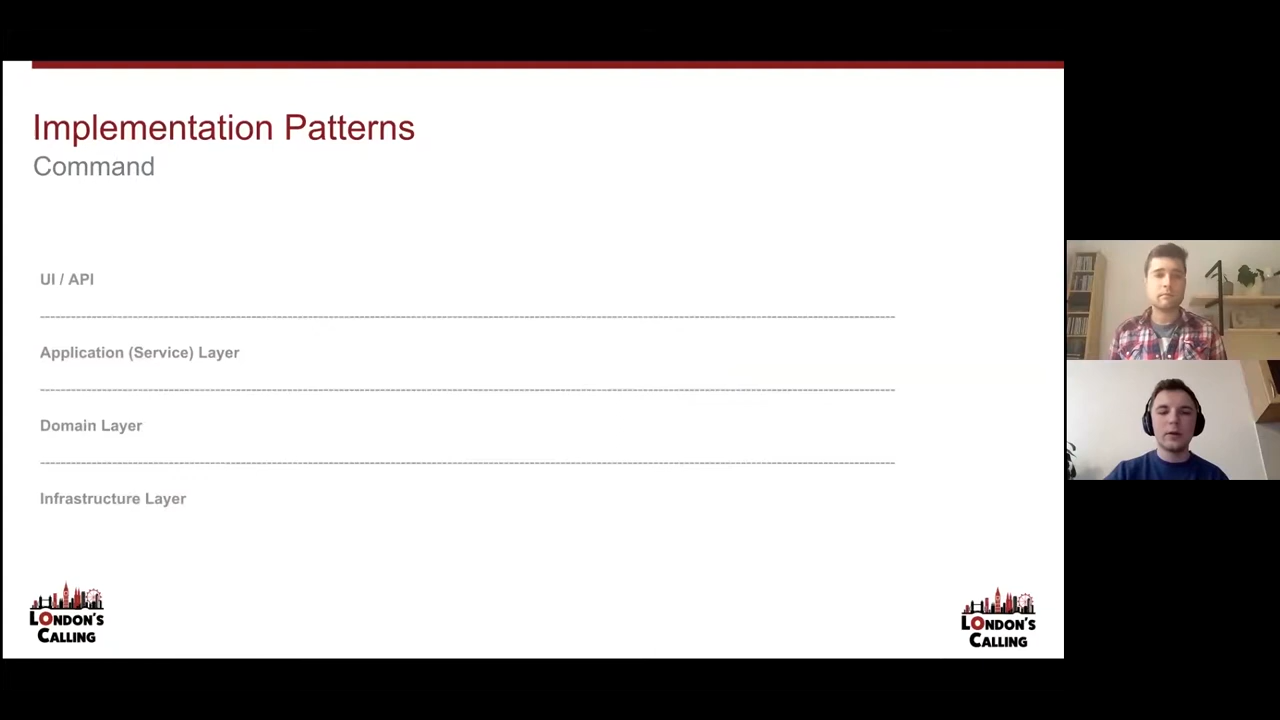 Implementation Patterns
Command
UI / API
Application (Service) Layer
Domain Layer
Infrastructure Layer
LONDON'S
CALLING
LONDON'S
CALLING